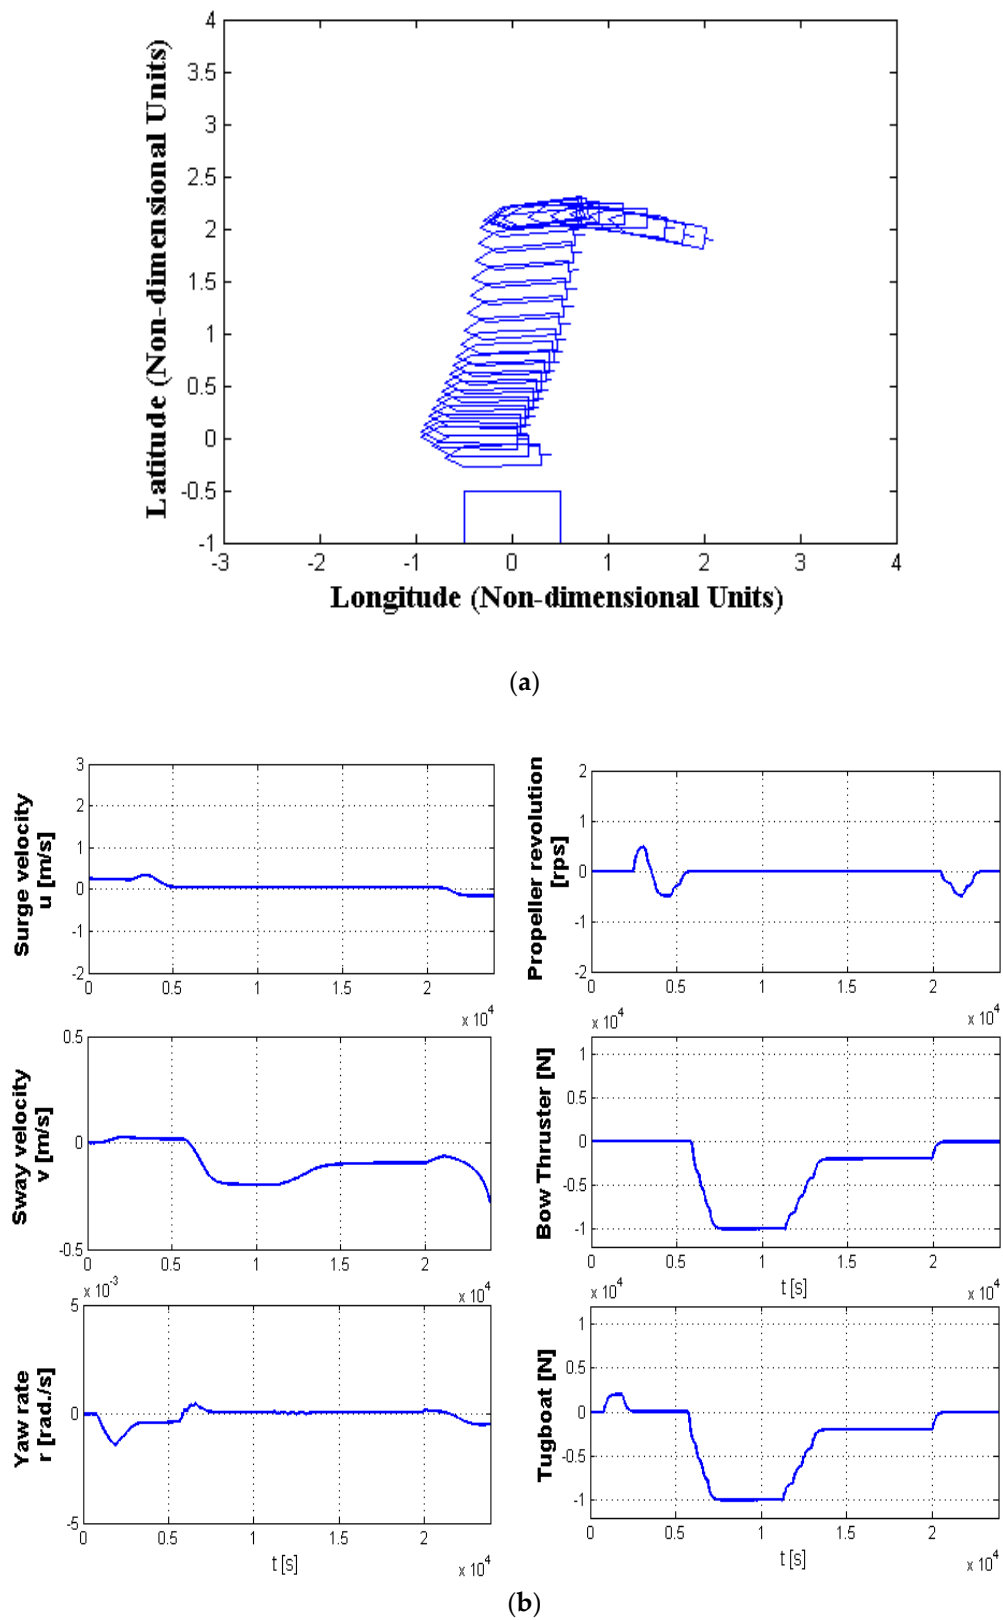 4
3.5
3
2.5
2
1.5
1
0.5
0
-0.5
-1
-3
-2
-1
0
1
2
3
4
Latitude (Non-dimensional Units)
Longitude (Non-dimensional Units)
(a)
Surge velocity
u [m/s]
3
2
1
0
-1
-2
0
0.5
1
1.5
2
x 10^4
Propeller revolution
[rps]
2
1
0
-1
-2
0
0.5
1
1.5
2
x 10^4
Sway velocity
v [m/s]
0.5
0
-0.5
0
0.5
1
1.5
2
x 10^4
x 10^4
Bow Thruster [N]
1
0.5
0
-0.5
-1
0
0.5
1
1.5
2
t [s]
x 10^4
x 10^-3
Yaw rate
r [rad./s]
5
0
-5
0
0.5
1
1.5
2
t [s]
x 10^4
x 10^4
Tugboat [N]
1
0.5
0
-0.5
-1
0
0.5
1
1.5
2
t [s]
x 10^4
(b)